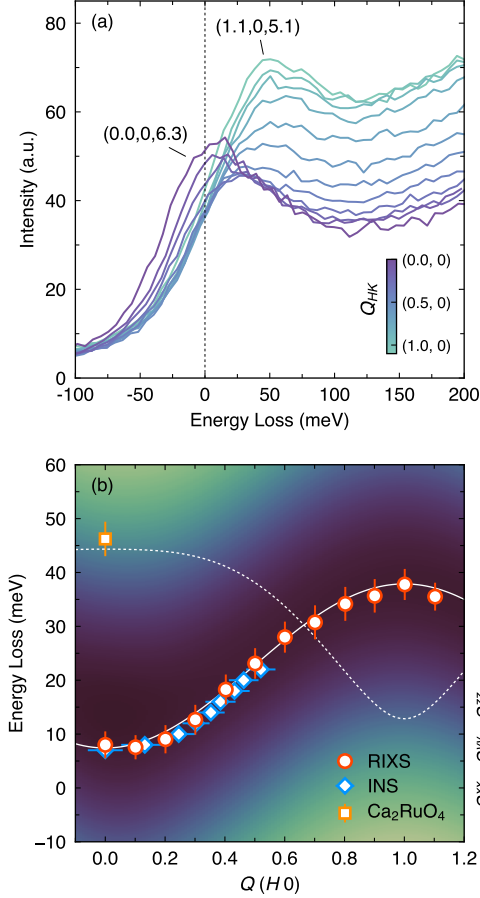 (a)
(1.1,0,5.1)
(0.0,0,6.3)
Intensity (a.u.)
80
60
40
20
0
Q_HK
(0.0, 0)
(0.5, 0)
(1.0, 0)
-100 -50 0 50 100 150 200
Energy Loss (meV)
(b)
Energy Loss (meV)
60
50
40
30
20
10
0
−10
RIXS
INS
Ca₂RuO₄
0.0 0.2 0.4 0.6 0.8 1.0 1.2
Q (H 0)